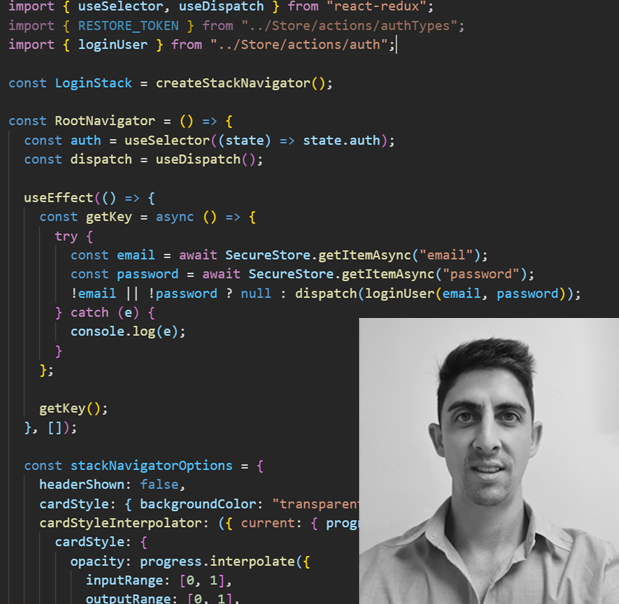 import { useSelector, useDispatch } from "react-redux";
import { RESTORE_TOKEN } from "../Store/actions/authTypes";
import { loginUser } from "../Store/actions/auth";
const LoginStack = createStackNavigator();
const RootNavigator = () => {
const auth = useSelector((state) => state.auth);
const dispatch = useDispatch();
useEffect(() => {
const getKey = async () => {
try {
const email = await SecureStore.getItemAsync("email");
const password = await SecureStore.getItemAsync("password");
!email || !password ? null : dispatch(loginUser(email, password));
} catch (e) {
console.log(e);
}
};
getKey();
}, []);
const stackNavigatorOptions = {
headerShown: false,
cardStyle: { backgroundColor: "transparent
cardStyleInterpolator: ({ current: { prog
cardStyle: {
opacity: progress.interpolate({
inputRange: [0, 1],
outputRange: [0, 1],